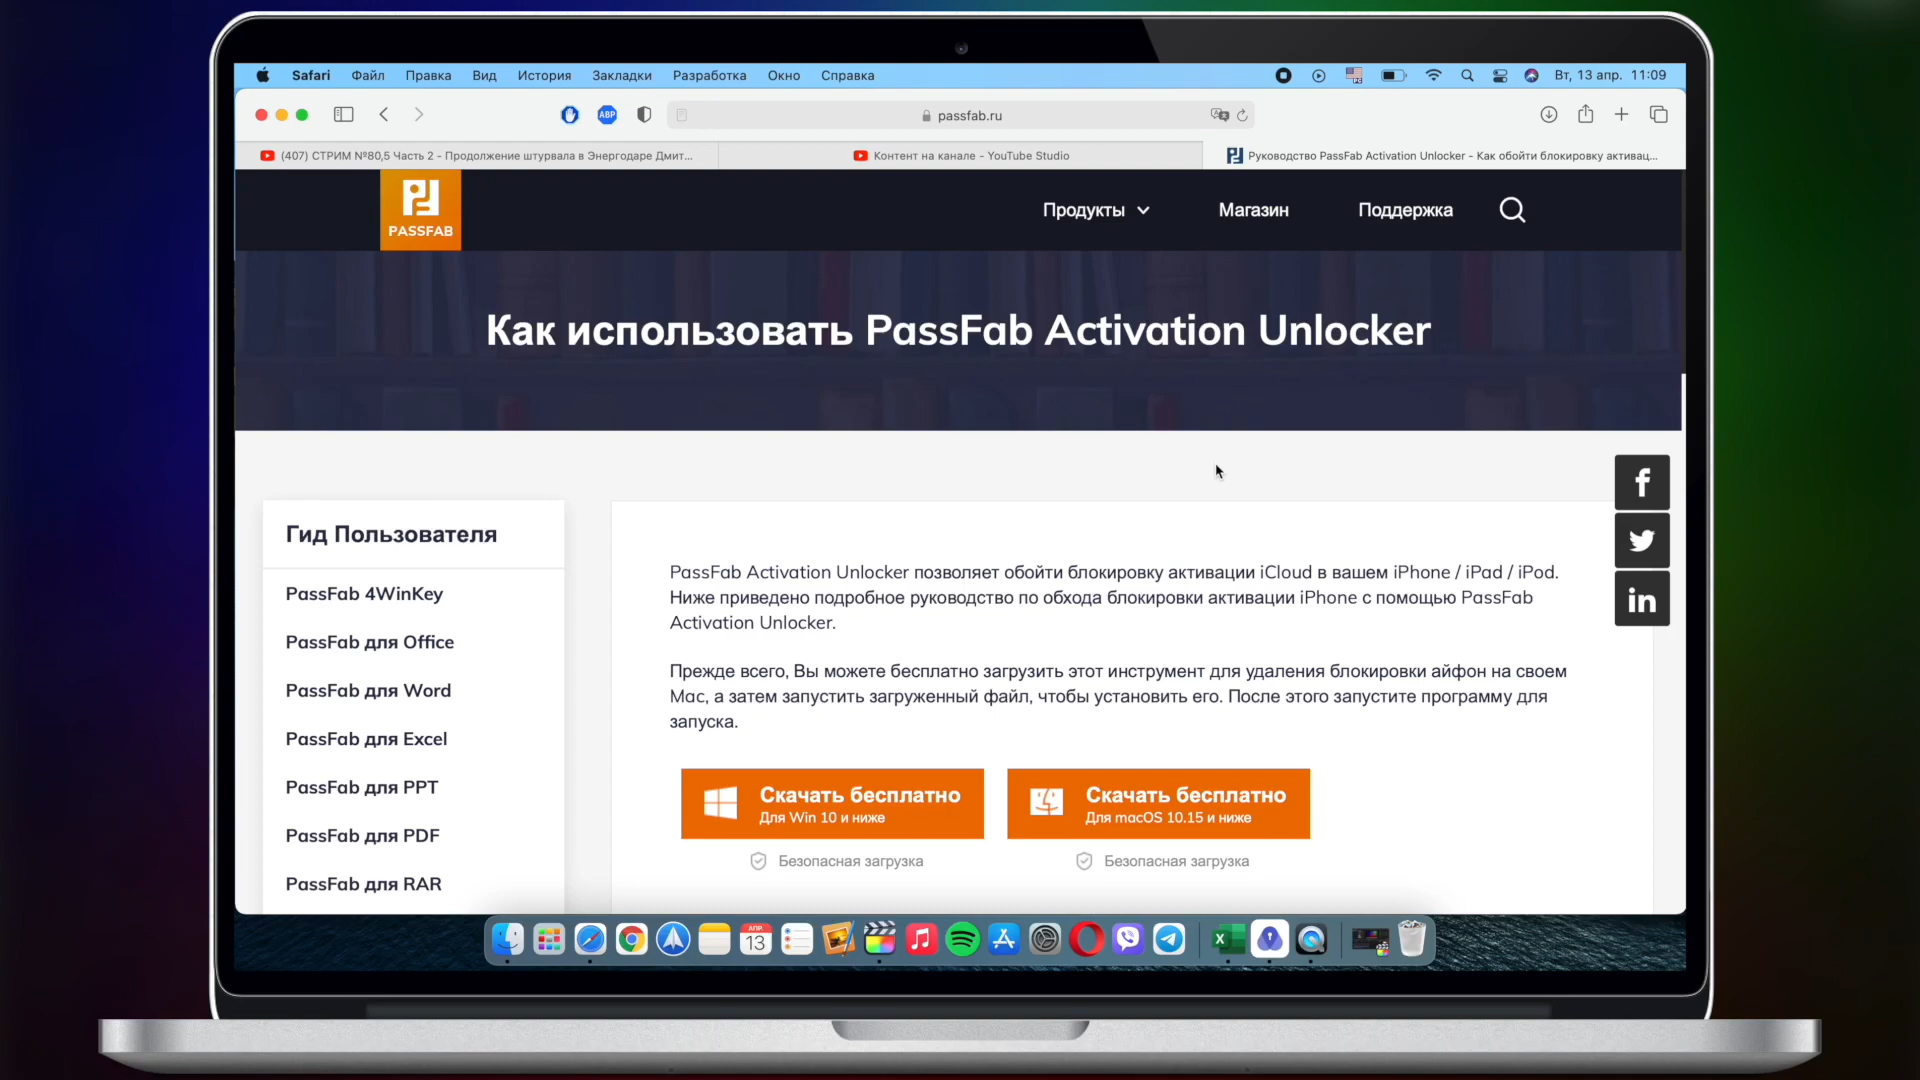 Safari Файл Правка Вид История Закладки Разработка Окно Справка
Вт, 13 апр. 11:09
ABP
passfab.ru
(407) СТРИМ №80,5 Часть 2 - Продолжение штурвала в Энергодаре Дмит...
Контент на канале - YouTube Studio
Руководство PassFab Activation Unlocker - Как обойти блокировку активац...
PASSFAB
Продукты
Магазин
Поддержка
Как использовать PassFab Activation Unlocker
Гид Пользователя
PassFab 4WinKey
PassFab для Office
PassFab для Word
PassFab для Excel
PassFab для PPT
PassFab для PDF
PassFab для RAR
PassFab Activation Unlocker позволяет обойти блокировку активации iCloud в вашем iPhone / iPad / iPod.
Ниже приведено подробное руководство по обхода блокировки активации iPhone с помощью PassFab
Activation Unlocker.
Прежде всего, Вы можете бесплатно загрузить этот инструмент для удаления блокировки айфон на своем
Mac, а затем запустить загруженный файл, чтобы установить его. После этого запустите программу для
запуска.
Скачать бесплатно
Для Win 10 и ниже
Безопасная загрузка
Скачать бесплатно
Для macOS 10.15 и ниже
Безопасная загрузка
f
in
АПР.
13
X